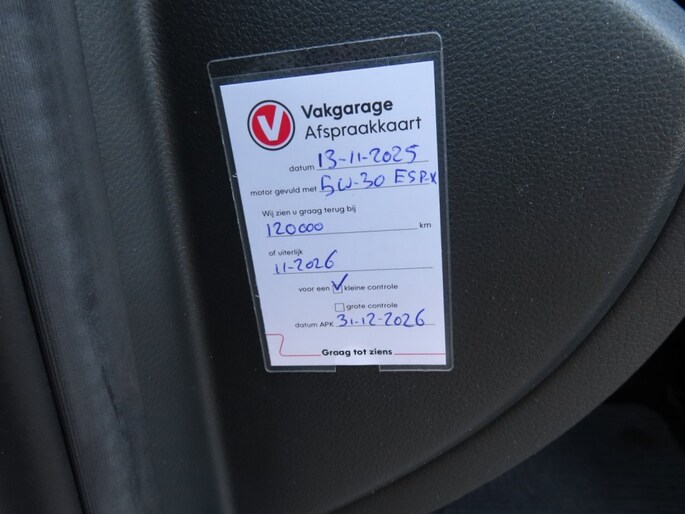 Vakgarage
Afspraakkaart
datum 13-11-2025
motor gevuld met 5W-30 ESP.X
Wij zien u graag terug bij
120000 km
of uiterlijk
11-2026
voor een kleine controle
grote controle
datum APK 31-12-2026
Graag tot ziens